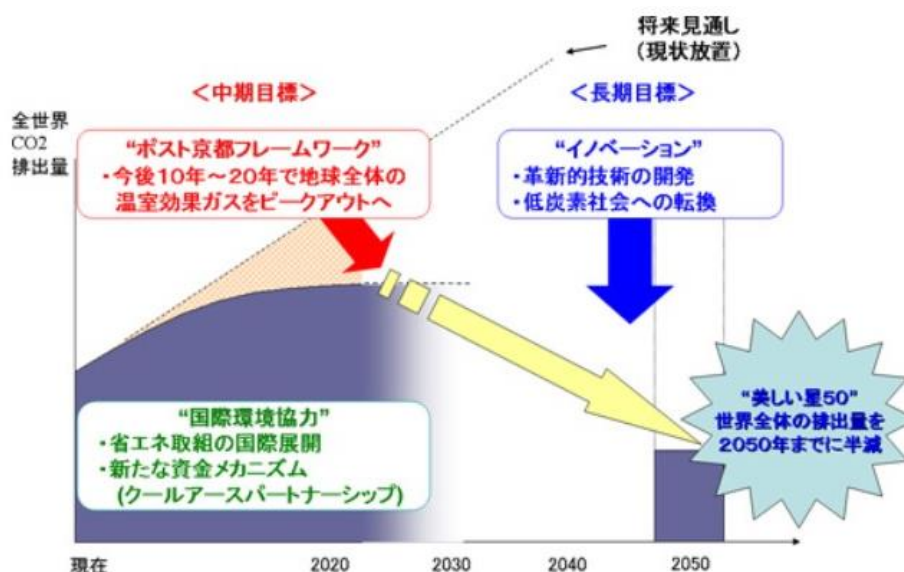 将来見通し
（現状放置）
＜中期目標＞
＜長期目標＞
全世界
CO2
排出量
“ポスト京都フレームワーク”
・今後10年～20年で地球全体の
温室効果ガスをピークアウトへ
“イノベーション”
・革新的技術の開発
・低炭素社会への転換
“国際環境協力”
・省エネ取組の国際展開
・新たな資金メカニズム
(クールアースパートナーシップ)
“美しい星50”
世界全体の排出量を
2050年までに半減
現在 2020 2030 2040 2050